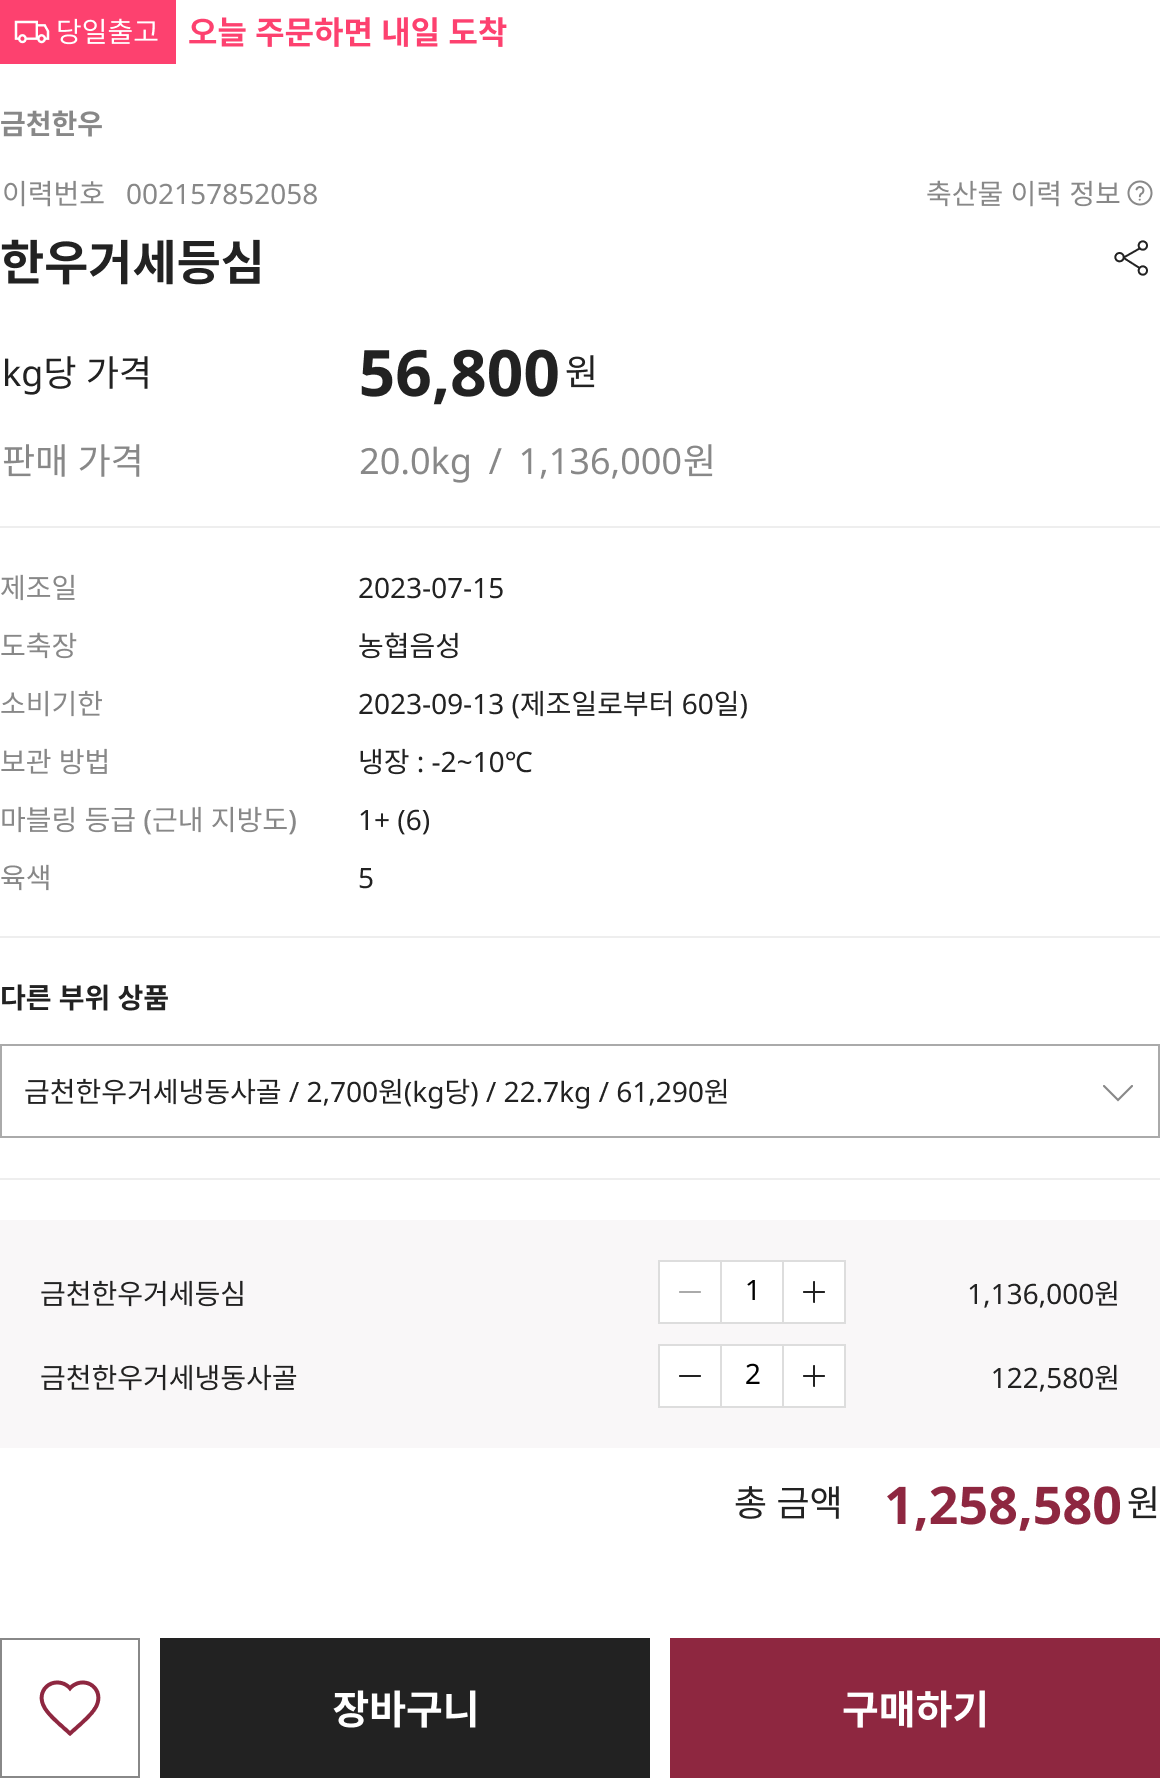 당일출고 오늘 주문하면 내일 도착
금천한우
이력번호 002157852058 축산물 이력 정보 ?
한우거세등심
kg당 가격 56,800원
판매 가격 20.0kg / 1,136,000원
제조일 2023-07-15
도축장 농협음성
소비기한 2023-09-13 (제조일로부터 60일)
보관 방법 냉장 : -2~10℃
마블링 등급 (근내 지방도) 1+ (6)
육색 5
다른 부위 상품
금천한우거세냉동사골 / 2,700원(kg당) / 22.7kg / 61,290원
금천한우거세등심 — 1 + 1,136,000원
금천한우거세냉동사골 — 2 + 122,580원
총 금액 1,258,580원
장바구니 구매하기